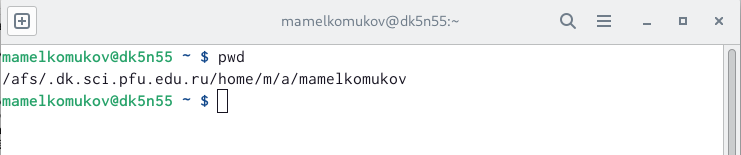 mamelkomukov@dk5n55:~
mamelkomukov@dk5n55 ~ $ pwd
/afs/.dk.sci.pfu.edu.ru/home/m/a/mamelkomukov
mamelkomukov@dk5n55 ~ $